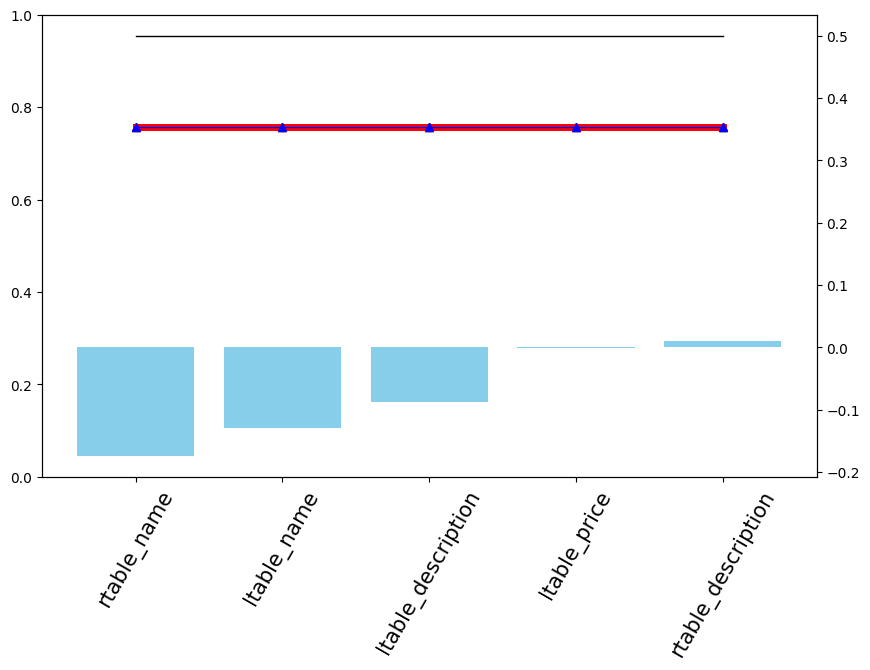 1.0
0.8
0.6
0.4
0.2
0.0
0.5
0.4
0.3
0.2
0.1
0.0
−0.1
−0.2
rtable_name
ltable_name
ltable_description
ltable_price
rtable_description